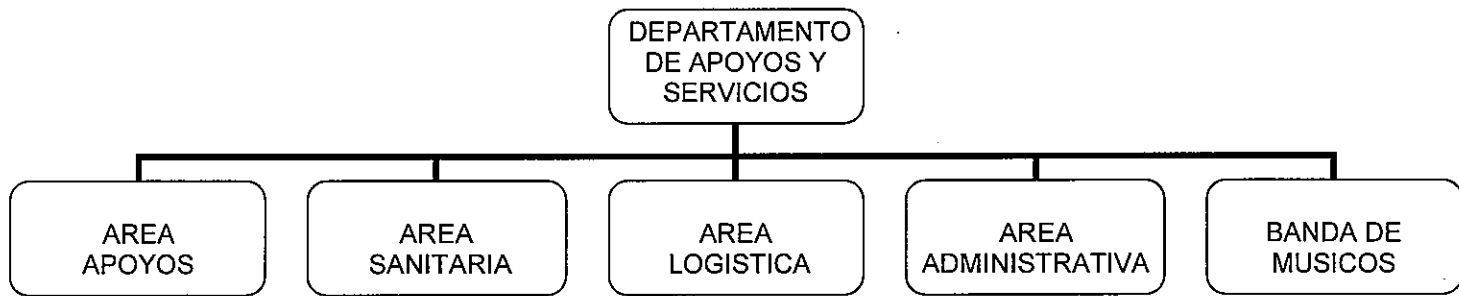 DEPARTAMENTO
DE APOYOS Y
SERVICIOS
AREA
APOYOS
AREA
SANITARIA
AREA
LOGISTICA
AREA
ADMINISTRATIVA
BANDA DE
MUSICOS